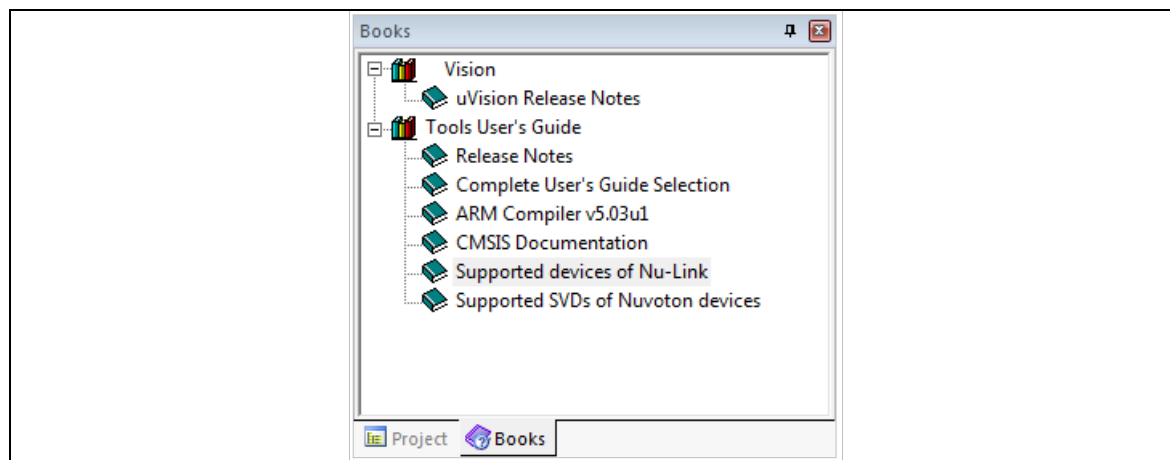 Books
Vision
uVision Release Notes
Tools User's Guide
Release Notes
Complete User's Guide Selection
ARM Compiler v5.03u1
CMSIS Documentation
Supported devices of Nu-Link
Supported SVDs of Nuvoton devices
Project Books